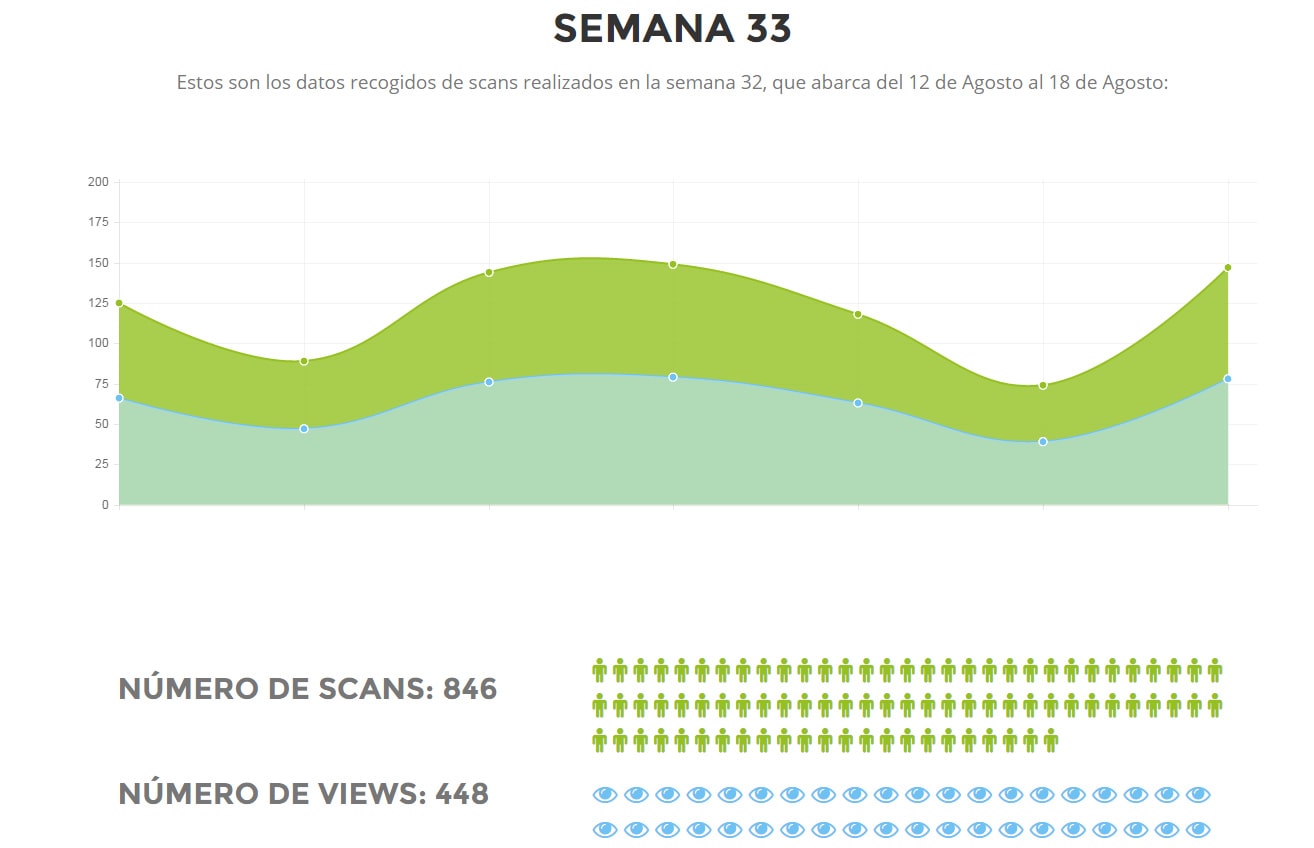 SEMANA 33
Estos son los datos recogidos de scans realizados en la semana 32, que abarca del 12 de Agosto al 18 de Agosto:
200
175
150
125
100
75
50
25
0
NÚMERO DE SCANS: 846
NÚMERO DE VIEWS: 448